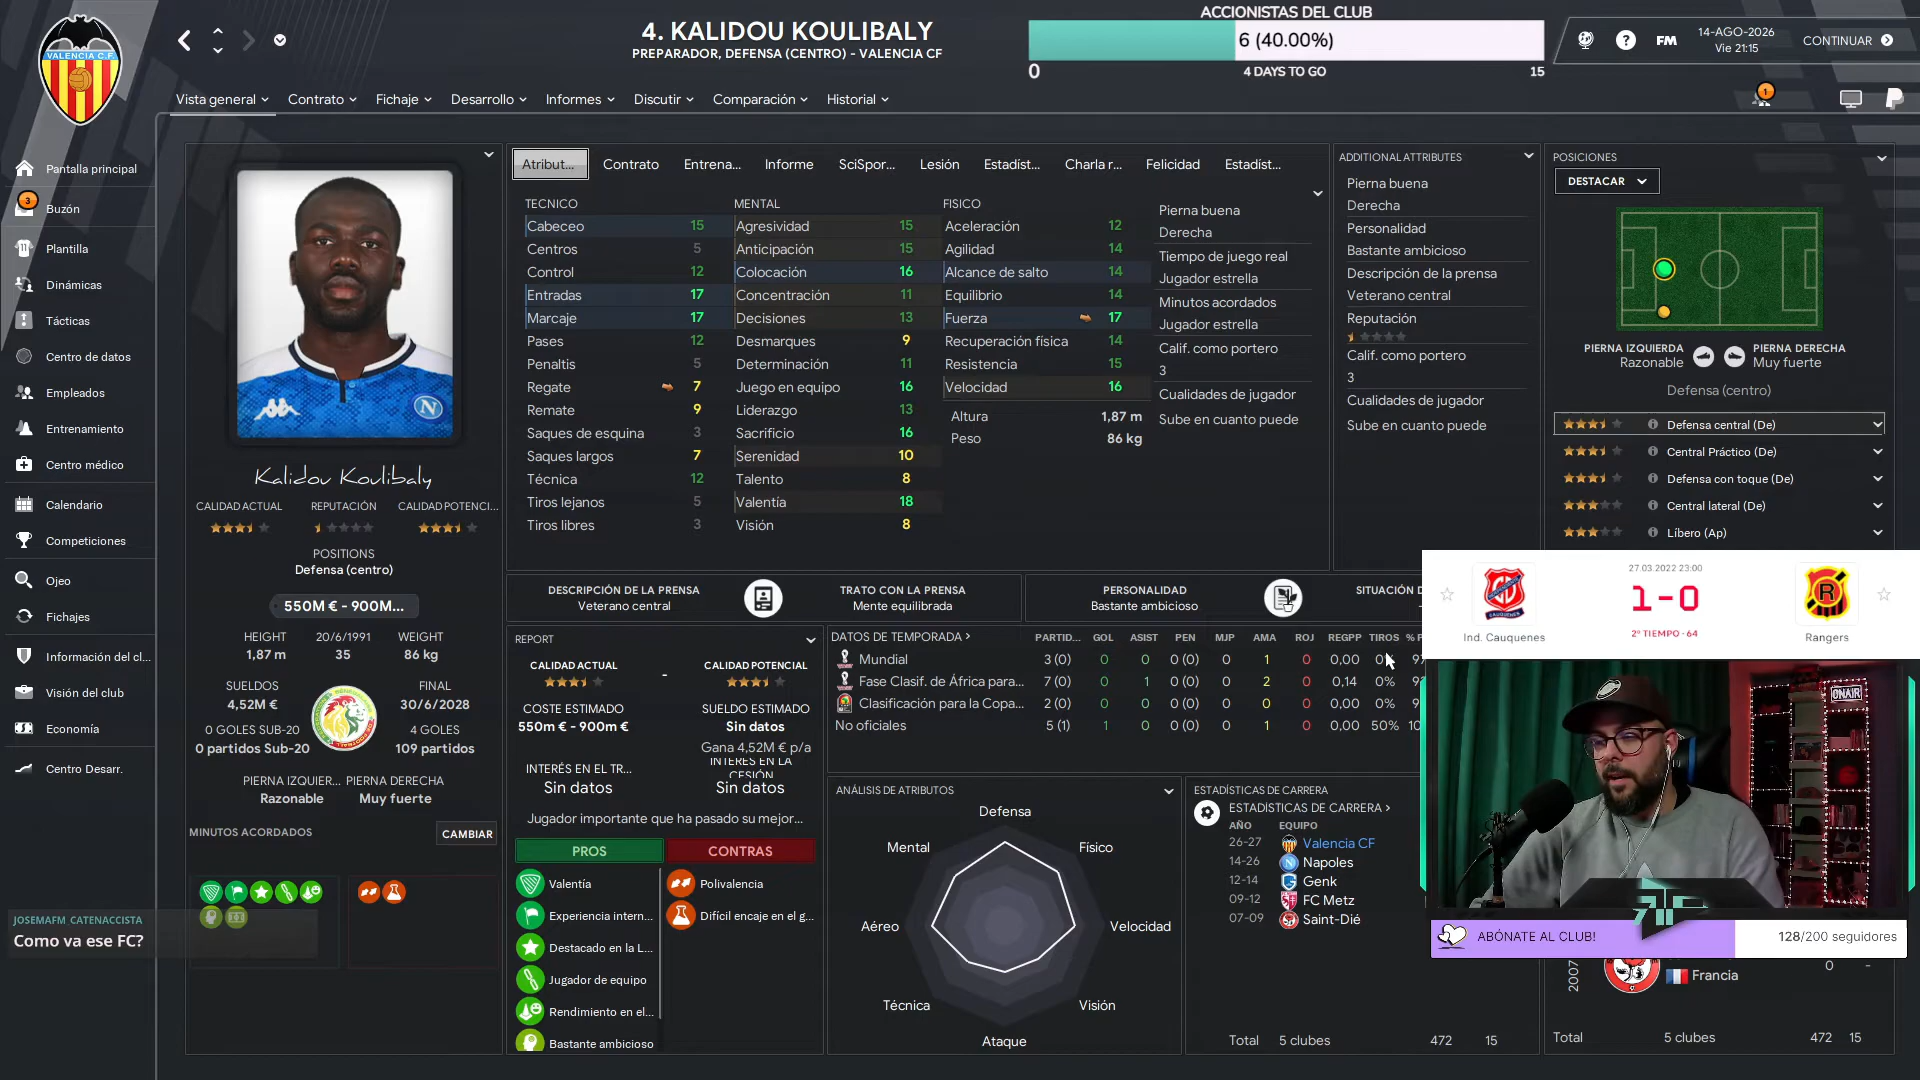 4. KALIDOU KOULIBALY
PREPARADOR, DEFENSA (CENTRO) - VALENCIA CF
ACCIONISTAS DEL CLUB
6 (40.00%)
0
4 DAYS TO GO
15
FM
14-AGO-2026
Vie 21:15
CONTINUAR
VALENCIA C.F.
Vista general
Contrato
Fichaje
Desarrollo
Informes
Discutir
Comparación
Historial
1
Pantalla principal
3
Buzón
Plantilla
Dinámicas
Tácticas
Centro de datos
Empleados
Entrenamiento
Centro médico
Calendario
Competiciones
Ojeo
Fichajes
Información del cl...
Visión del club
Economía
Centro Desarr.
Kalidou Koulibaly
CALIDAD ACTUAL
REPUTACIÓN
CALIDAD POTENCI...
POSITIONS
Defensa (centro)
550M € - 900M...
HEIGHT
20/6/1991
WEIGHT
1,87 m
35
86 kg
SUELDOS
FINAL
4,52M €
30/6/2028
0 GOLES SUB-20
4 GOLES
0 partidos Sub-20
109 partidos
PIERNA IZQUIER...
PIERNA DERECHA
Razonable
Muy fuerte
MINUTOS ACORDADOS
CAMBIAR
JOSEMAFM CATENACCISTA
Como va ese FC?
Atribut...
Contrato
Entrena...
Informe
SciSpor...
Lesión
Estadíst...
Charla r...
Felicidad
Estadíst...
TECNICO
Cabeceo 15
Centros 5
Control 12
Entradas 17
Marcaje 17
Pases 12
Penaltis 5
Regate 7
Remate 9
Saques de esquina 3
Saques largos 7
Técnica 12
Tiros lejanos 5
Tiros libres 3
MENTAL
Agresividad 15
Anticipación 15
Colocación 16
Concentración 11
Decisiones 13
Desmarques 9
Determinación 11
Juego en equipo 16
Liderazgo 13
Sacrificio 16
Serenidad 10
Talento 8
Valentía 18
Visión 8
FISICO
Aceleración 12
Agilidad 14
Alcance de salto 14
Equilibrio 14
Fuerza 17
Recuperación física 14
Resistencia 15
Velocidad 16
Altura 1,87 m
Peso 86 kg
Pierna buena
Derecha
Tiempo de juego real
Jugador estrella
Minutos acordados
Jugador estrella
Calif. como portero
3
Cualidades de jugador
Sube en cuanto puede
ADDITIONAL ATTRIBUTES
Pierna buena
Derecha
Personalidad
Bastante ambicioso
Descripción de la prensa
Veterano central
Reputación
Calif. como portero
3
Cualidades de jugador
Sube en cuanto puede
POSICIONES
DESTACAR
PIERNA IZQUIERDA
Razonable
PIERNA DERECHA
Muy fuerte
Defensa (centro)
Defensa central (De)
Central Práctico (De)
Defensa con toque (De)
Central lateral (De)
Líbero (Ap)
DESCRIPCIÓN DE LA PRENSA
Veterano central
TRATO CON LA PRENSA
Mente equilibrada
PERSONALIDAD
Bastante ambicioso
SITUACIÓN D
REPORT
CALIDAD ACTUAL
-
CALIDAD POTENCIAL
COSTE ESTIMADO
550m € - 900m €
SUELDO ESTIMADO
Sin datos
Gana 4,52M € p/a
INTERÉS EN EL TR...
Sin datos
INTERÉS EN LA CESIÓN
Sin datos
Jugador importante que ha pasado su mejor...
PROS
CONTRAS
Valentía
Experiencia intern...
Destacado en la L...
Jugador de equipo
Rendimiento en el...
Bastante ambicioso
Polivalencia
Difícil encaje en el g...
DATOS DE TEMPORADA PARTID... GOL ASIST PEN MJP AMA ROJ REGPP TIROS % P
Mundial 3 (0) 0 0 0 (0) 0 1 0 0,00 0%
Fase Clasif. de África para... 7 (0) 0 1 0 (0) 0 2 0 0,14 0%
Clasificación para la Copa... 2 (0) 0 0 0 (0) 0 0 0 0,00 0%
No oficiales 5 (1) 1 0 0 (0) 0 1 0 0,00 50%
ANÁLISIS DE ATRIBUTOS
Defensa
Mental
Físico
Aéreo
Velocidad
Técnica
Visión
Ataque
ESTADÍSTICAS DE CARRERA
ESTADÍSTICAS DE CARRERA
AÑO EQUIPO
26-27 Valencia CF
14-26 Napoles
12-14 Genk
09-12 FC Metz
07-09 Saint-Dié
Total 5 clubes 472 15
27.03.2022 23:00
1-0
2º TIEMPO · 64
Ind. Cauquenes
Rangers
ON AIR
ABÓNATE AL CLUB!
128/200 seguidores
2007
Francia
0 -
Total 5 clubes 472 15